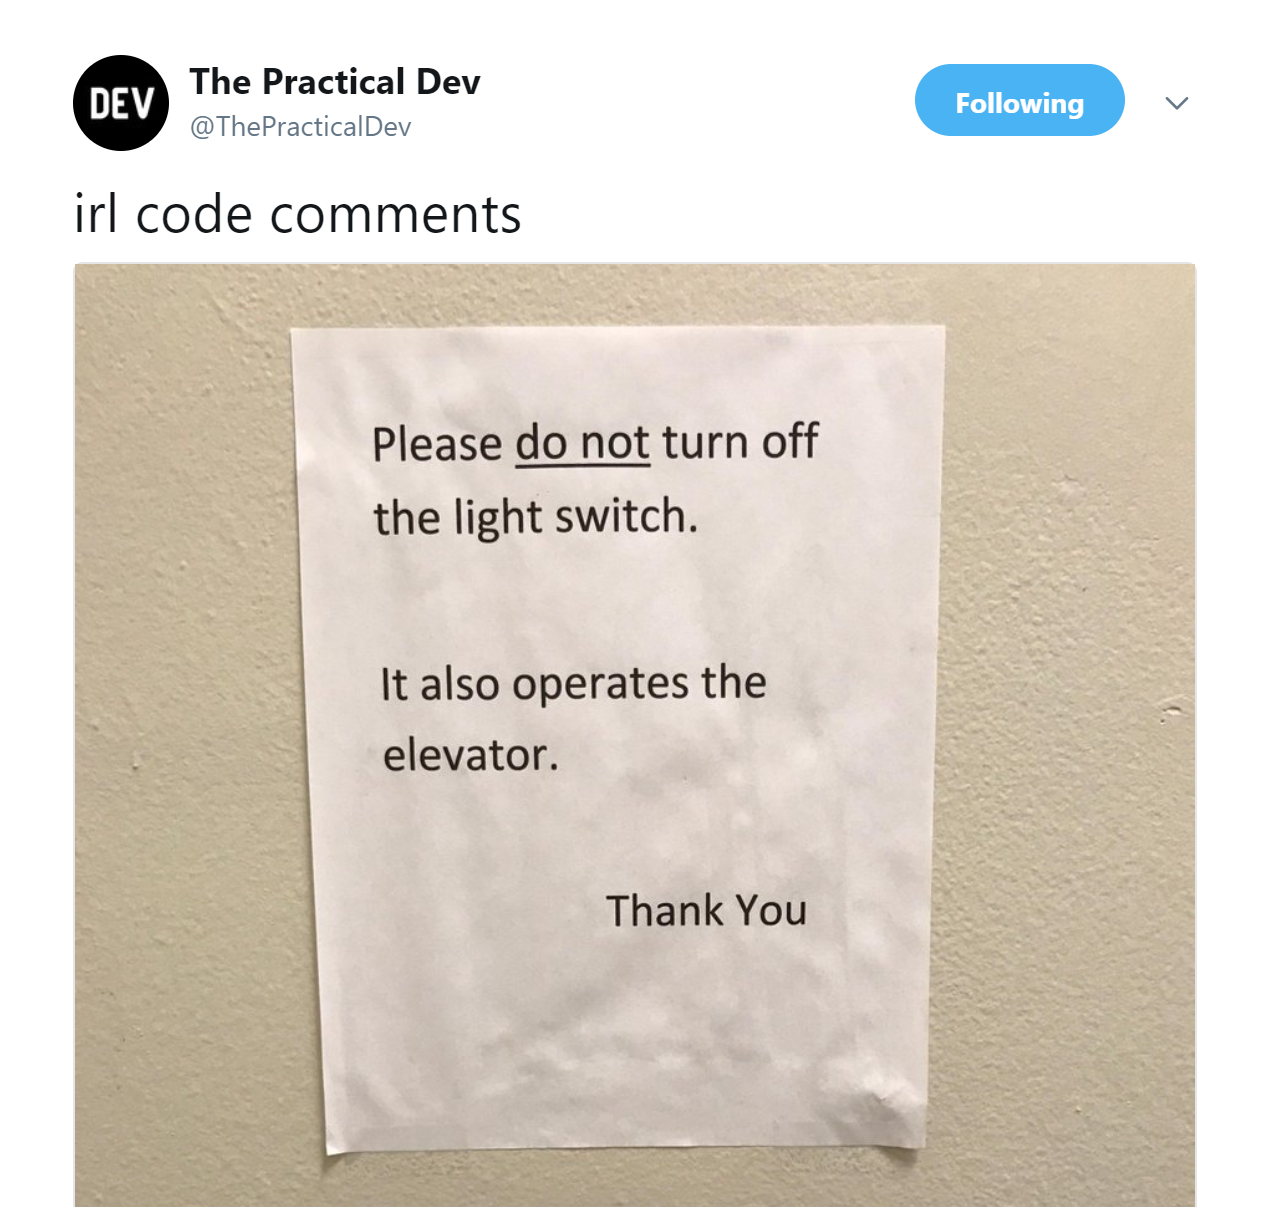 DEV
The Practical Dev
@ThePracticalDev
Following
irl code comments
Please do not turn off
the light switch.
It also operates the
elevator.
Thank You